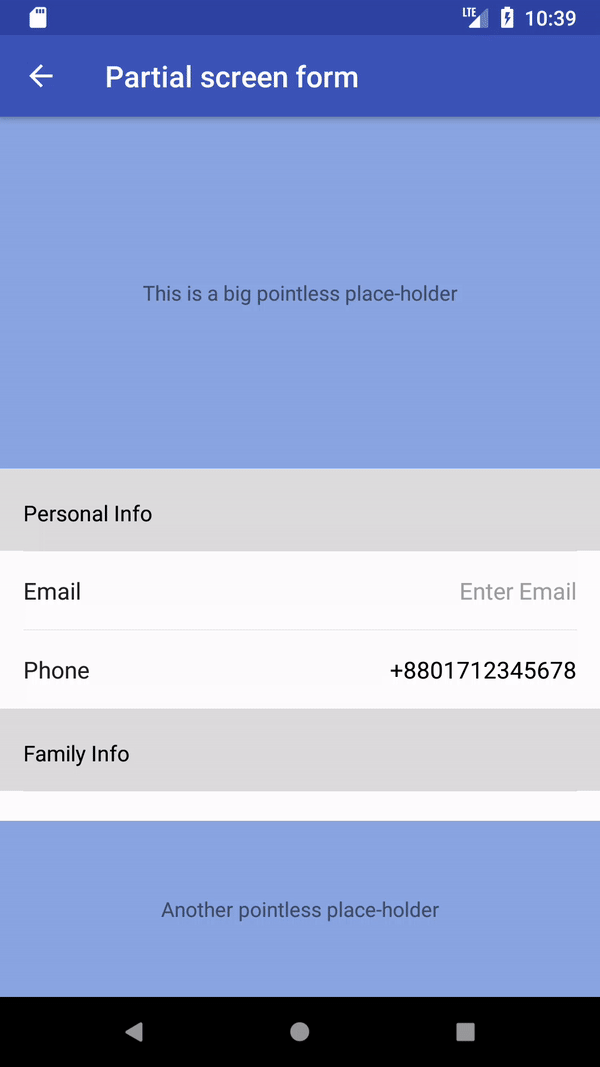 LTE 10:39
Partial screen form
This is a big pointless place-holder
Personal Info
Email Enter Email
Phone +8801712345678
Family Info
Another pointless place-holder